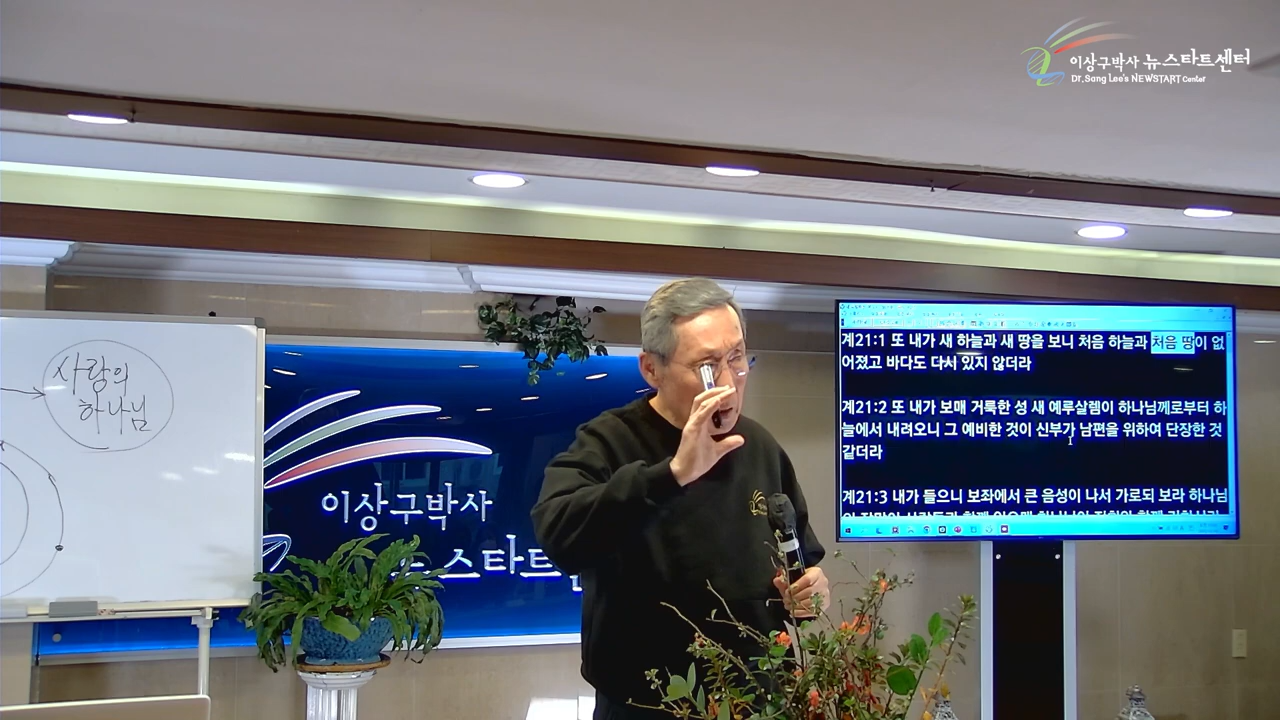 이상구박사 뉴스타트센터
Dr. Sang Lee's NEWSTART Center
사랑의
하나님
이상구박사
뉴스타트
계21:1 또 내가 새 하늘과 새 땅을 보니 처음 하늘과 처음 땅이 없
어졌고 바다도 다시 있지 않더라
계21:2 또 내가 보매 거룩한 성 새 예루살렘이 하나님께로부터 하
늘에서 내려오니 그 예비한 것이 신부가 남편을 위하여 단장한 것
같더라
계21:3 내가 들으니 보좌에서 큰 음성이 나서 가로되 보라 하나님